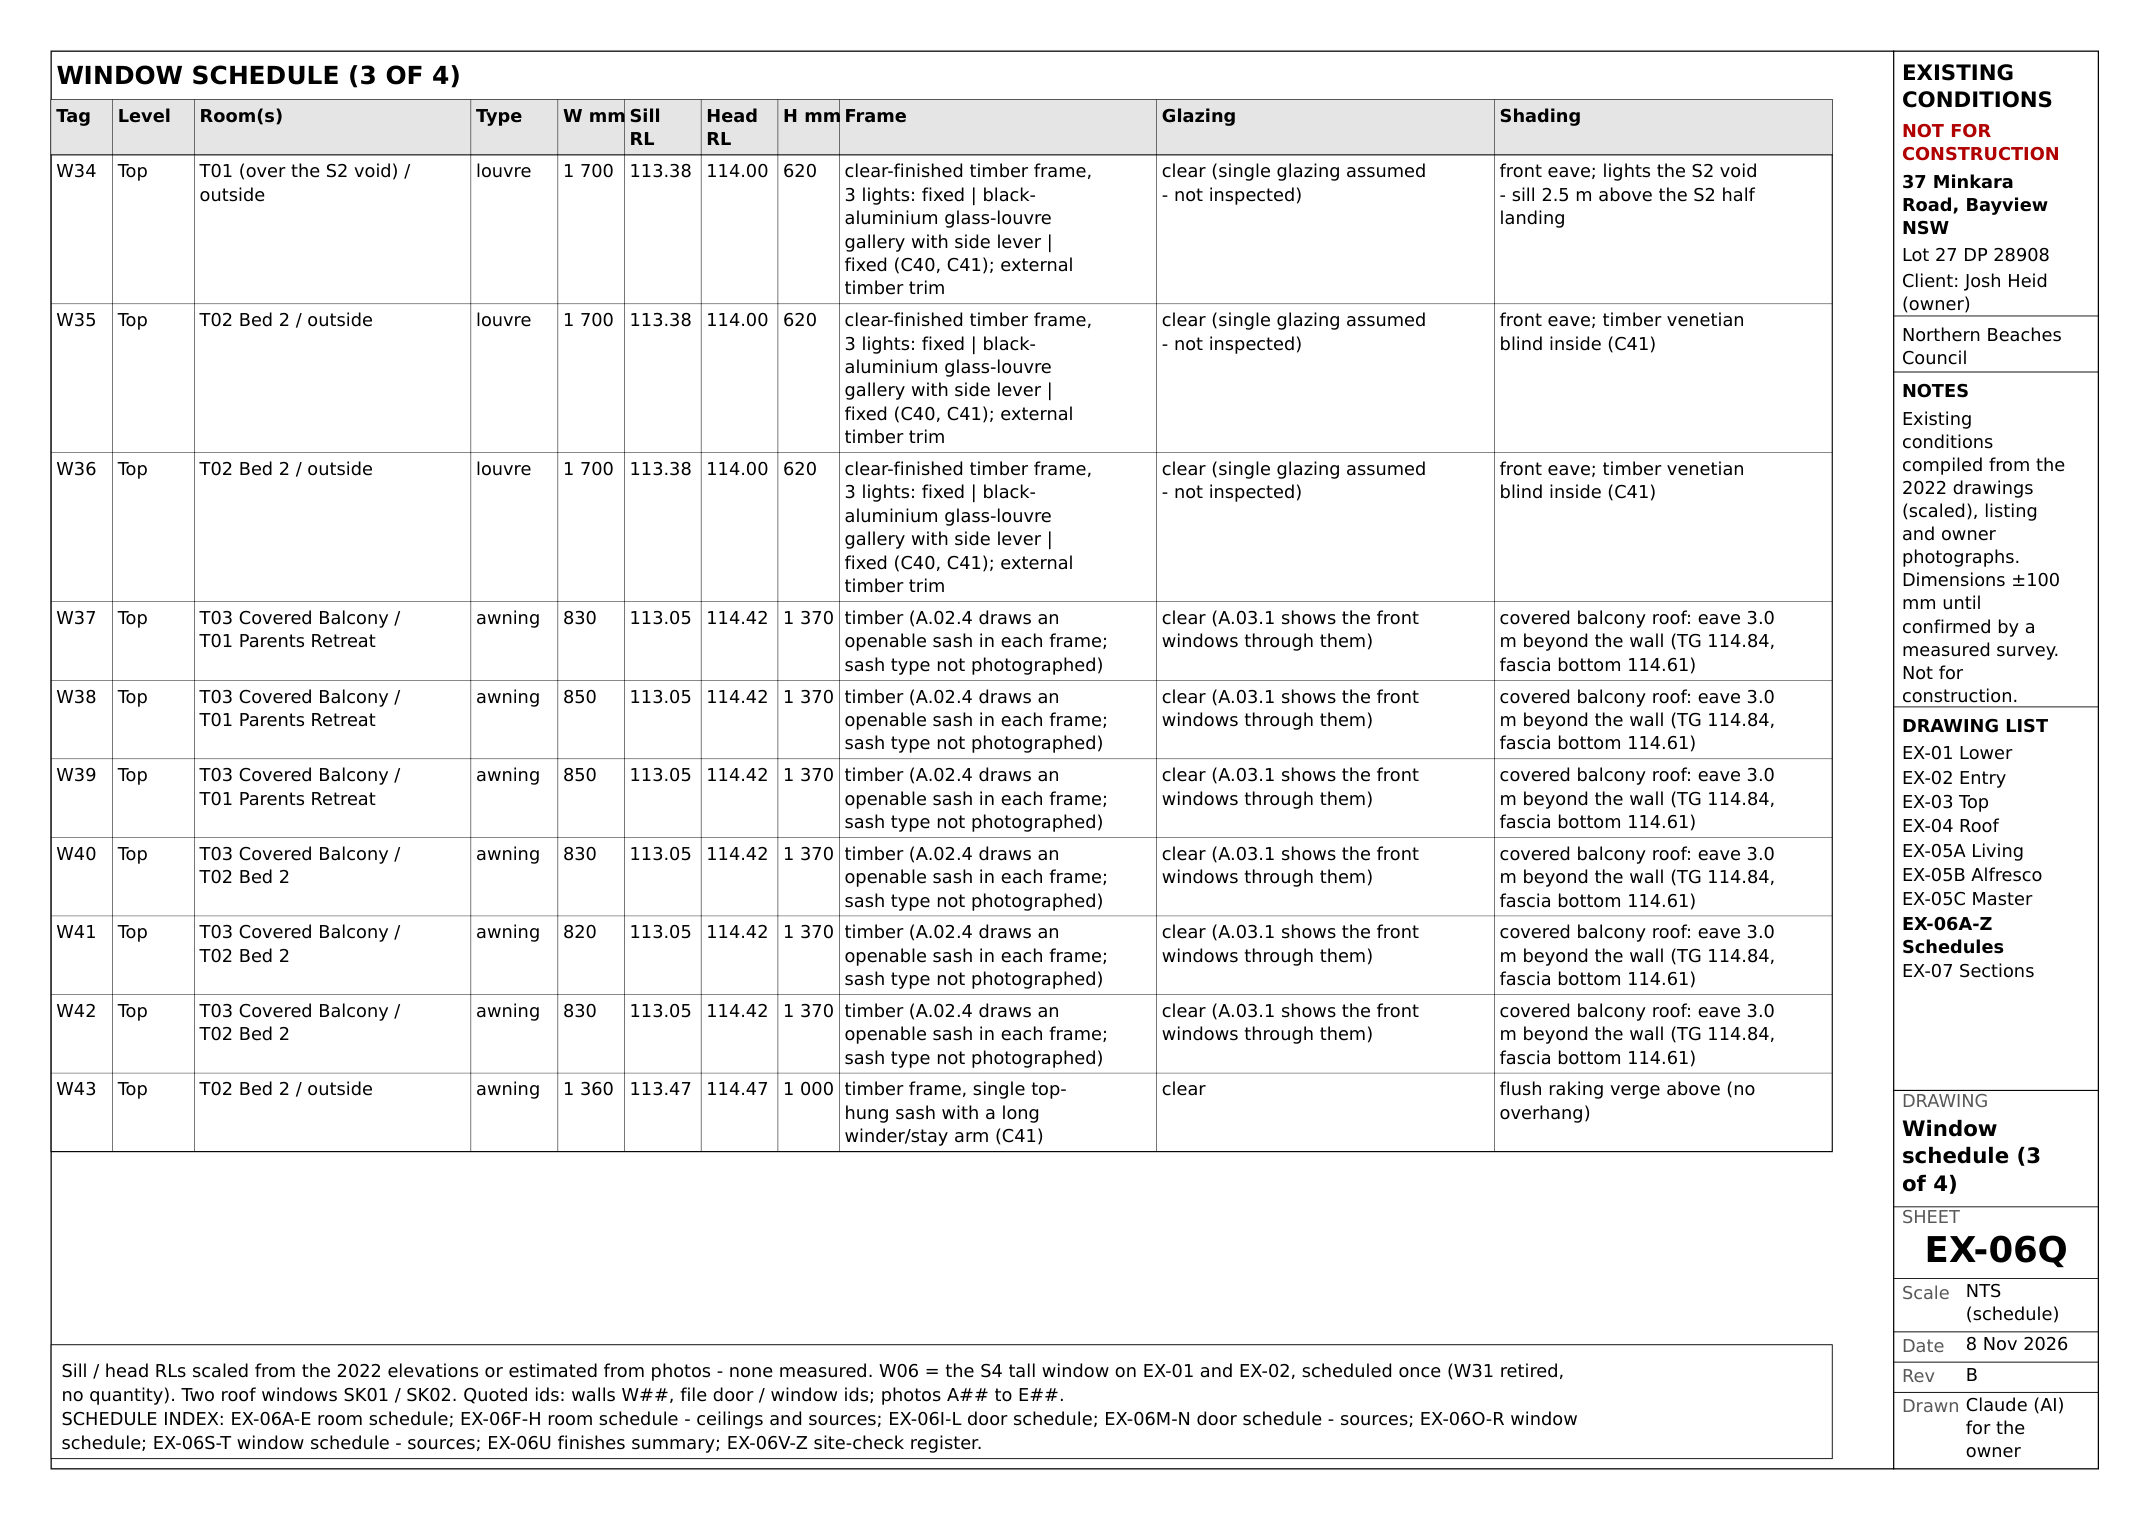 WINDOW SCHEDULE (3 OF 4)
Tag Level Room(s) Type W mm Sill RL Head RL H mm Frame Glazing Shading
W34 Top T01 (over the S2 void) / louvre 1 700 113.38 114.00 620 clear-finished timber frame, clear (single glazing assumed front eave; lights the S2 void
outside 3 lights: fixed | black- - not inspected) - sill 2.5 m above the S2 half
aluminium glass-louvre landing
gallery with side lever |
fixed (C40, C41); external
timber trim
W35 Top T02 Bed 2 / outside louvre 1 700 113.38 114.00 620 clear-finished timber frame, clear (single glazing assumed front eave; timber venetian
3 lights: fixed | black- - not inspected) blind inside (C41)
aluminium glass-louvre
gallery with side lever |
fixed (C40, C41); external
timber trim
W36 Top T02 Bed 2 / outside louvre 1 700 113.38 114.00 620 clear-finished timber frame, clear (single glazing assumed front eave; timber venetian
3 lights: fixed | black- - not inspected) blind inside (C41)
aluminium glass-louvre
gallery with side lever |
fixed (C40, C41); external
timber trim
W37 Top T03 Covered Balcony / awning 830 113.05 114.42 1 370 timber (A.02.4 draws an clear (A.03.1 shows the front covered balcony roof: eave 3.0
T01 Parents Retreat openable sash in each frame; windows through them) m beyond the wall (TG 114.84,
sash type not photographed) fascia bottom 114.61)
W38 Top T03 Covered Balcony / awning 850 113.05 114.42 1 370 timber (A.02.4 draws an clear (A.03.1 shows the front covered balcony roof: eave 3.0
T01 Parents Retreat openable sash in each frame; windows through them) m beyond the wall (TG 114.84,
sash type not photographed) fascia bottom 114.61)
W39 Top T03 Covered Balcony / awning 850 113.05 114.42 1 370 timber (A.02.4 draws an clear (A.03.1 shows the front covered balcony roof: eave 3.0
T01 Parents Retreat openable sash in each frame; windows through them) m beyond the wall (TG 114.84,
sash type not photographed) fascia bottom 114.61)
W40 Top T03 Covered Balcony / awning 830 113.05 114.42 1 370 timber (A.02.4 draws an clear (A.03.1 shows the front covered balcony roof: eave 3.0
T02 Bed 2 openable sash in each frame; windows through them) m beyond the wall (TG 114.84,
sash type not photographed) fascia bottom 114.61)
W41 Top T03 Covered Balcony / awning 820 113.05 114.42 1 370 timber (A.02.4 draws an clear (A.03.1 shows the front covered balcony roof: eave 3.0
T02 Bed 2 openable sash in each frame; windows through them) m beyond the wall (TG 114.84,
sash type not photographed) fascia bottom 114.61)
W42 Top T03 Covered Balcony / awning 830 113.05 114.42 1 370 timber (A.02.4 draws an clear (A.03.1 shows the front covered balcony roof: eave 3.0
T02 Bed 2 openable sash in each frame; windows through them) m beyond the wall (TG 114.84,
sash type not photographed) fascia bottom 114.61)
W43 Top T02 Bed 2 / outside awning 1 360 113.47 114.47 1 000 timber frame, single top- clear flush raking verge above (no
hung sash with a long overhang)
winder/stay arm (C41)
Sill / head RLs scaled from the 2022 elevations or estimated from photos - none measured. W06 = the S4 tall window on EX-01 and EX-02, scheduled once (W31 retired,
no quantity). Two roof windows SK01 / SK02. Quoted ids: walls W##, file door / window ids; photos A## to E##.
SCHEDULE INDEX: EX-06A-E room schedule; EX-06F-H room schedule - ceilings and sources; EX-06I-L door schedule; EX-06M-N door schedule - sources; EX-06O-R window
schedule; EX-06S-T window schedule - sources; EX-06U finishes summary; EX-06V-Z site-check register.
EXISTING
CONDITIONS
NOT FOR
CONSTRUCTION
37 Minkara
Road, Bayview
NSW
Lot 27 DP 28908
Client: Josh Heid
(owner)
Northern Beaches
Council
NOTES
Existing
conditions
compiled from the
2022 drawings
(scaled), listing
and owner
photographs.
Dimensions ±100
mm until
confirmed by a
measured survey.
Not for
construction.
DRAWING LIST
EX-01 Lower
EX-02 Entry
EX-03 Top
EX-04 Roof
EX-05A Living
EX-05B Alfresco
EX-05C Master
EX-06A-Z
Schedules
EX-07 Sections
DRAWING
Window
schedule (3
of 4)
SHEET
EX-06Q
Scale NTS
(schedule)
Date 8 Nov 2026
Rev B
Drawn Claude (AI)
for the
owner